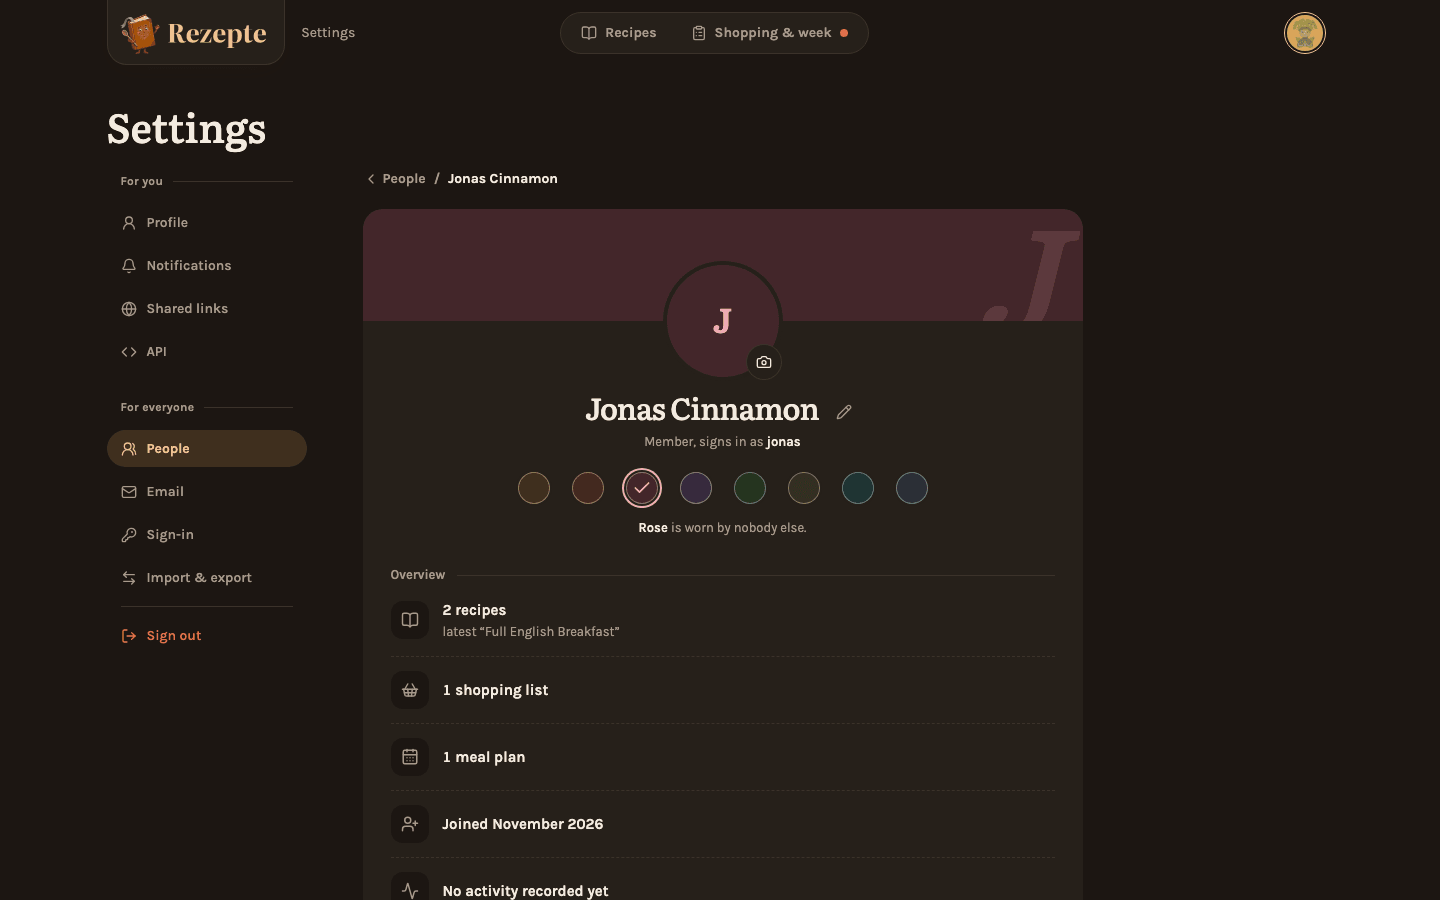 Rezepte
Settings
Recipes
Shopping & week
Settings
For you
Profile
Notifications
Shared links
API
For everyone
People
Email
Sign-in
Import & export
Sign out
People / Jonas Cinnamon
J
J
Jonas Cinnamon
Member, signs in as jonas
Rose is worn by nobody else.
Overview
2 recipes
latest “Full English Breakfast”
1 shopping list
1 meal plan
Joined November 2026
No activity recorded yet